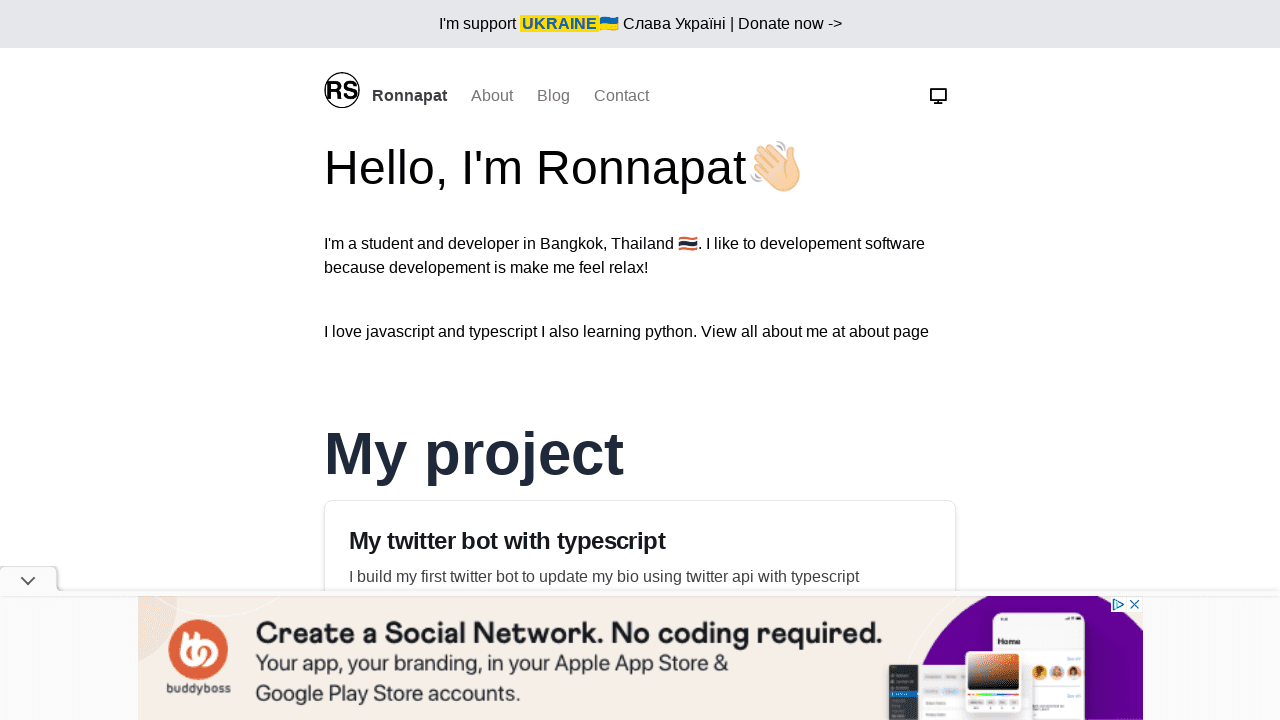 I'm support UKRAINE🇺🇦 Слава Україні | Donate now ->
RS Ronnapat About Blog Contact
Hello, I'm Ronnapat👋🏻
I'm a student and developer in Bangkok, Thailand 🇹🇭. I like to developement software
because developement is make me feel relax!
I love javascript and typescript I also learning python. View all about me at about page
My project
My twitter bot with typescript
I build my first twitter bot to update my bio using twitter api with typescript
Create a Social Network. No coding required.
Your app, your branding, in your Apple App Store &
Google Play Store accounts.
buddyboss
Home